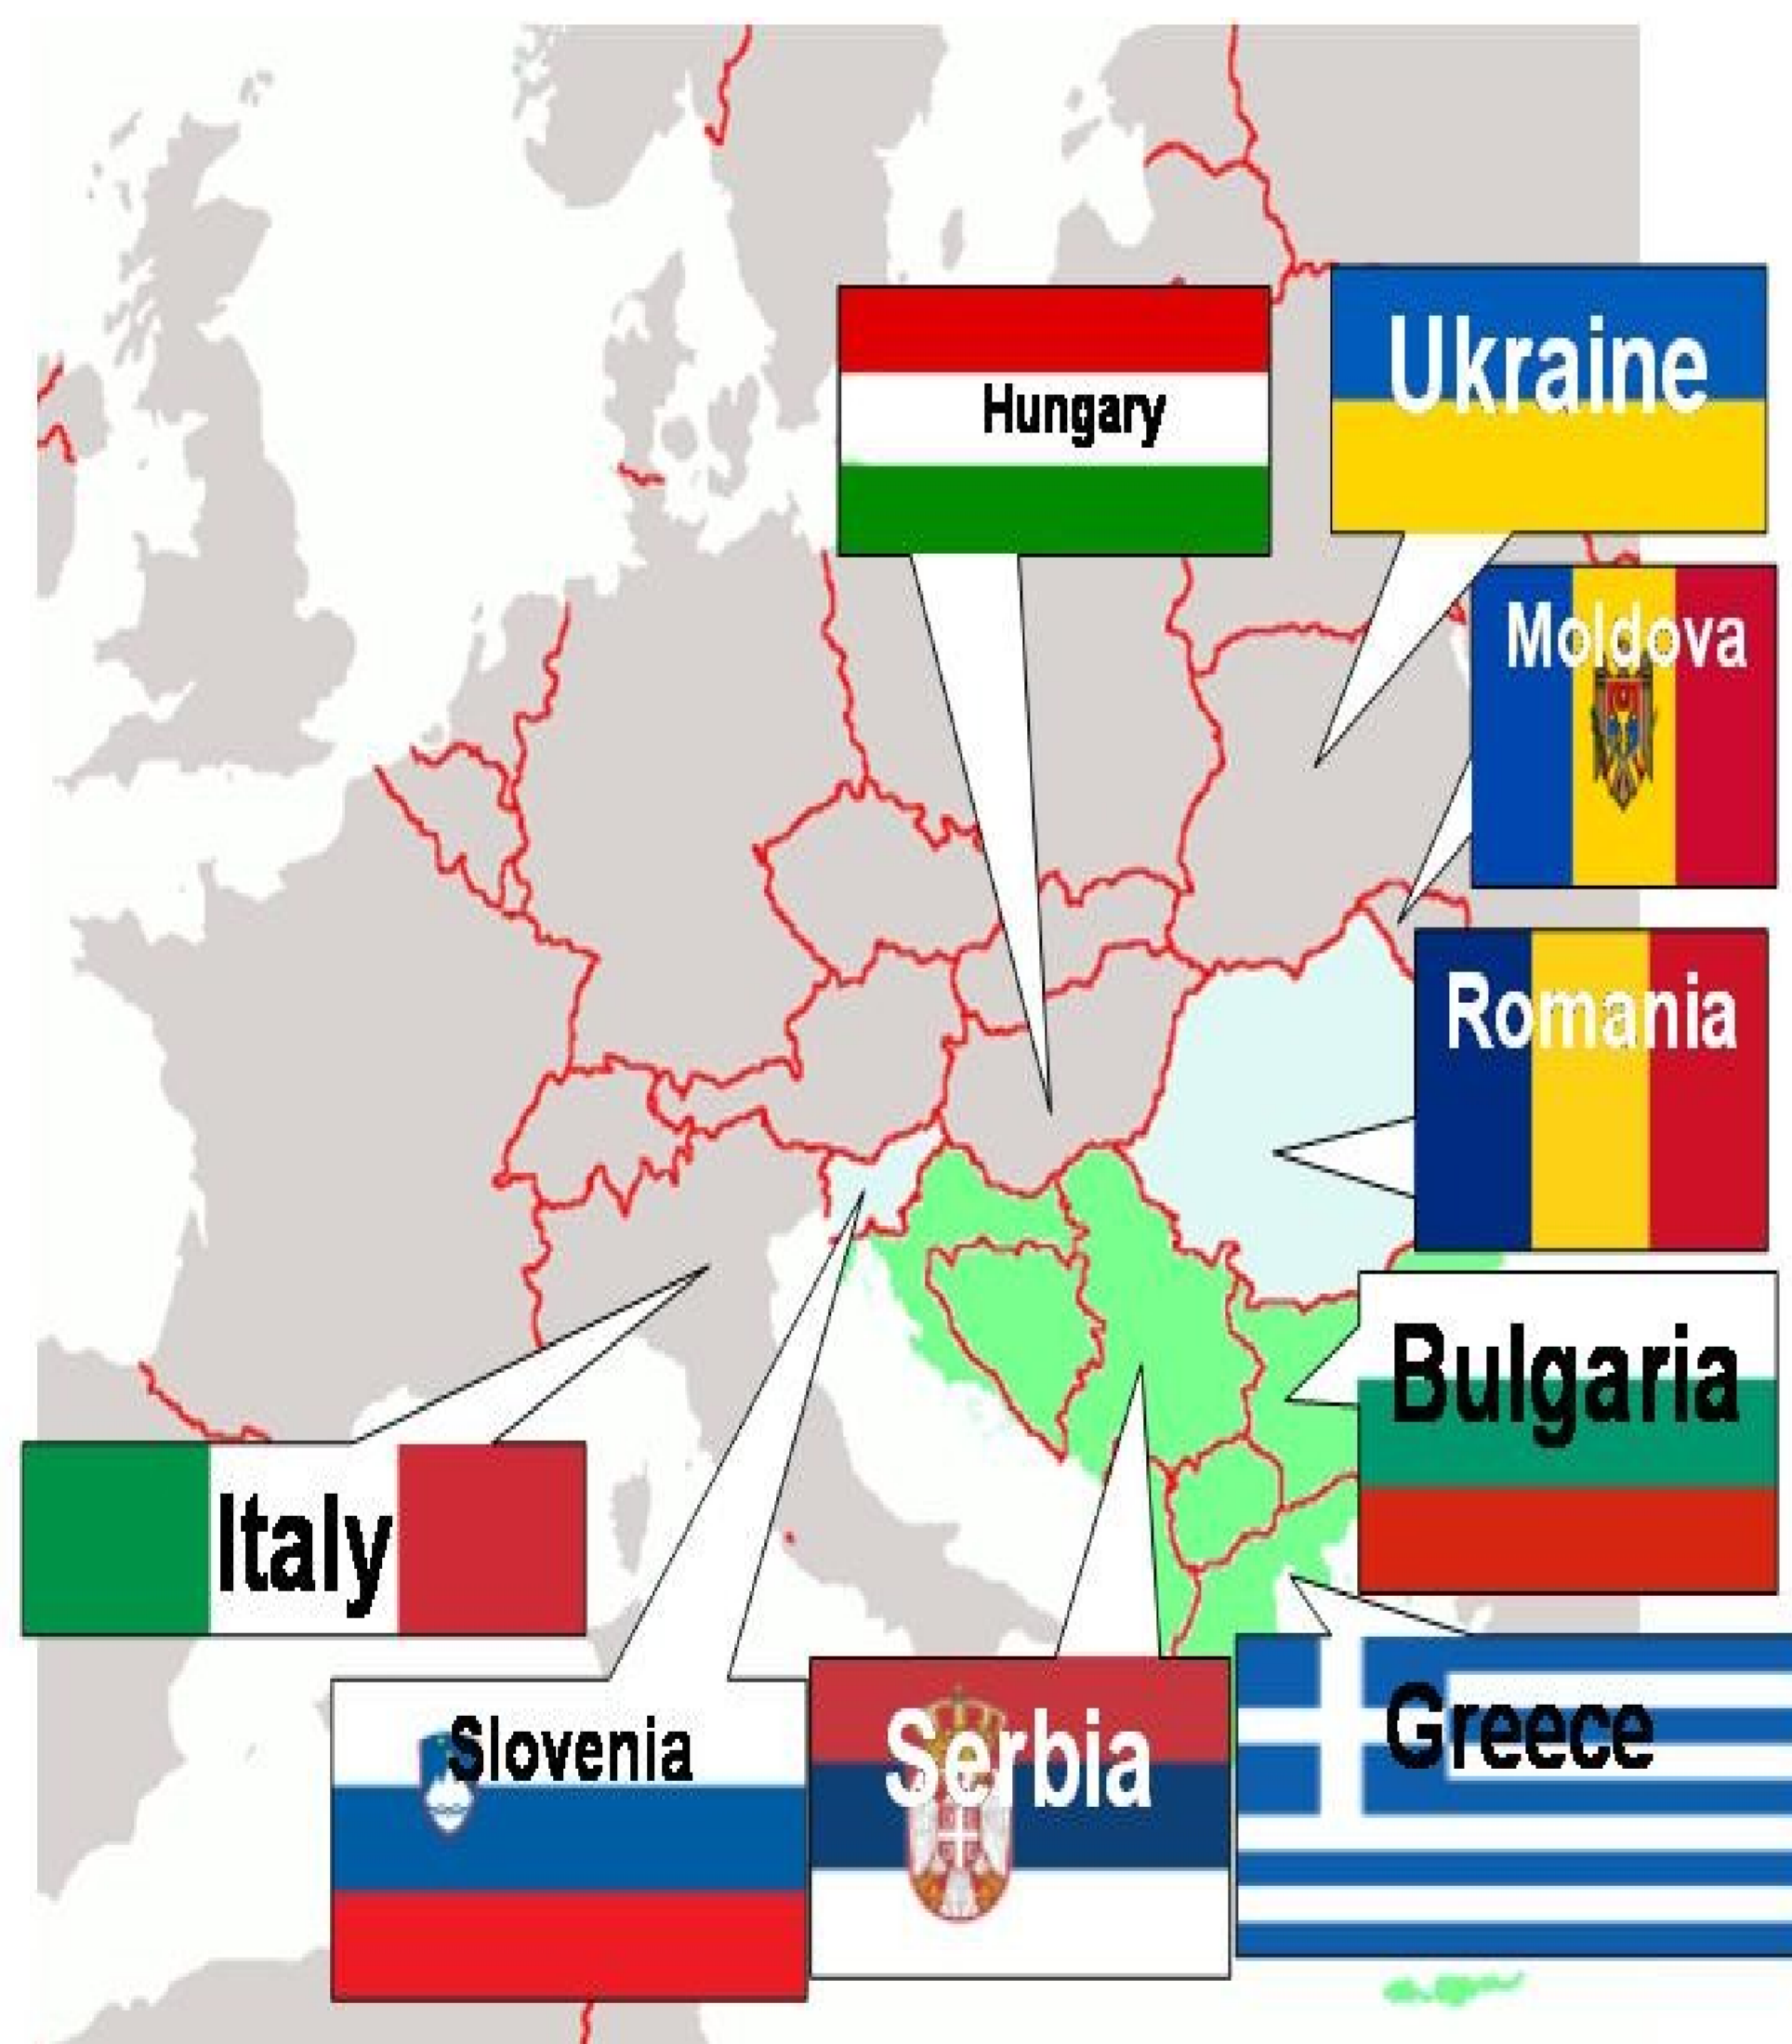 Ukraine
Hungary
Moldova
Romania
Bulgaria
Italy
Slovenia
Serbia
Greece